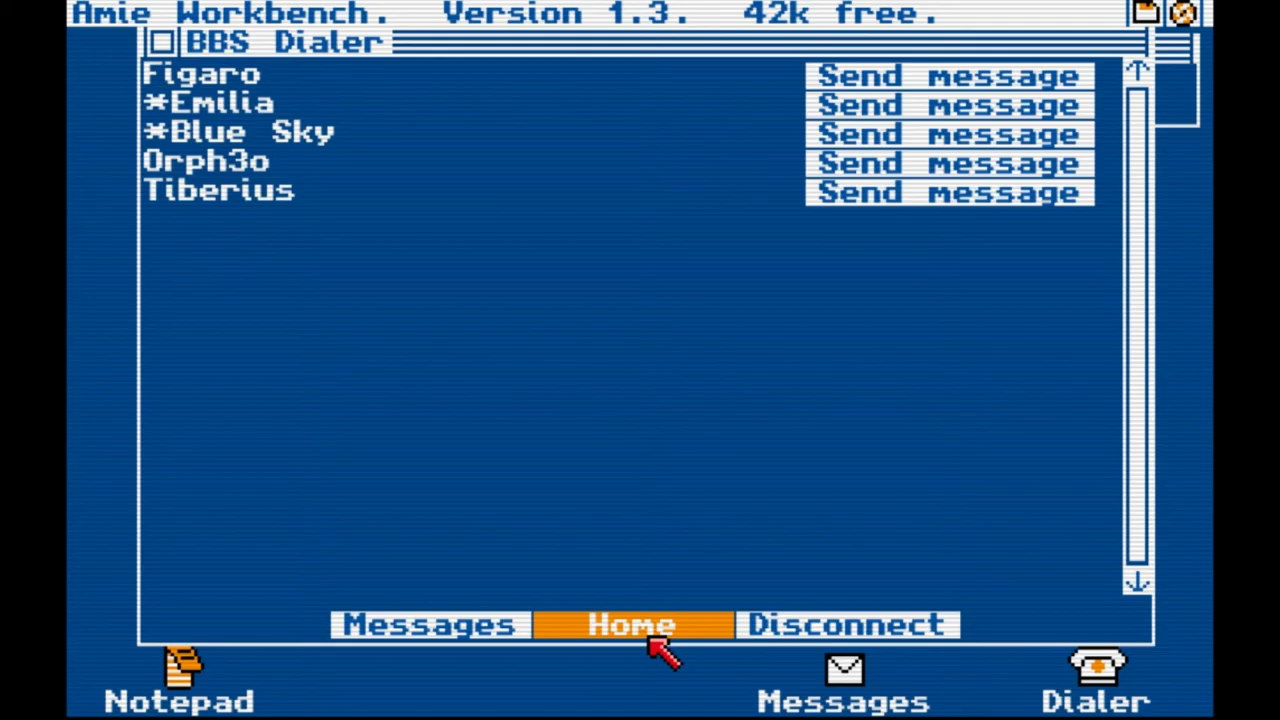 Amie Workbench. Version 1.3. 42k free.
BBS Dialer
Figaro Send message
*Emilia Send message
*Blue Sky Send message
Orph3o Send message
Tiberius Send message
Messages Home Disconnect
Notepad Messages Dialer